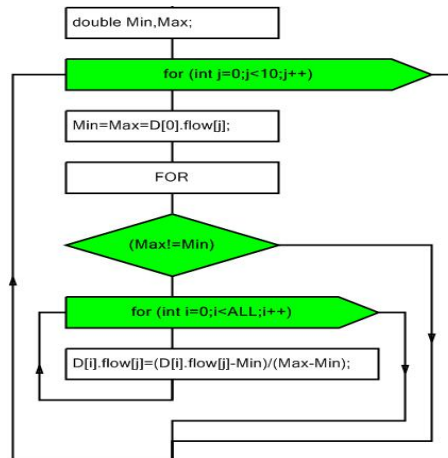 double Min,Max;
for (int j=0;j<10;j++)
Min=Max=D[0].flow[j];
FOR
(Max!=Min)
for (int i=0;i<ALL;i++)
D[i].flow[j]=(D[i].flow[j]-Min)/(Max-Min);